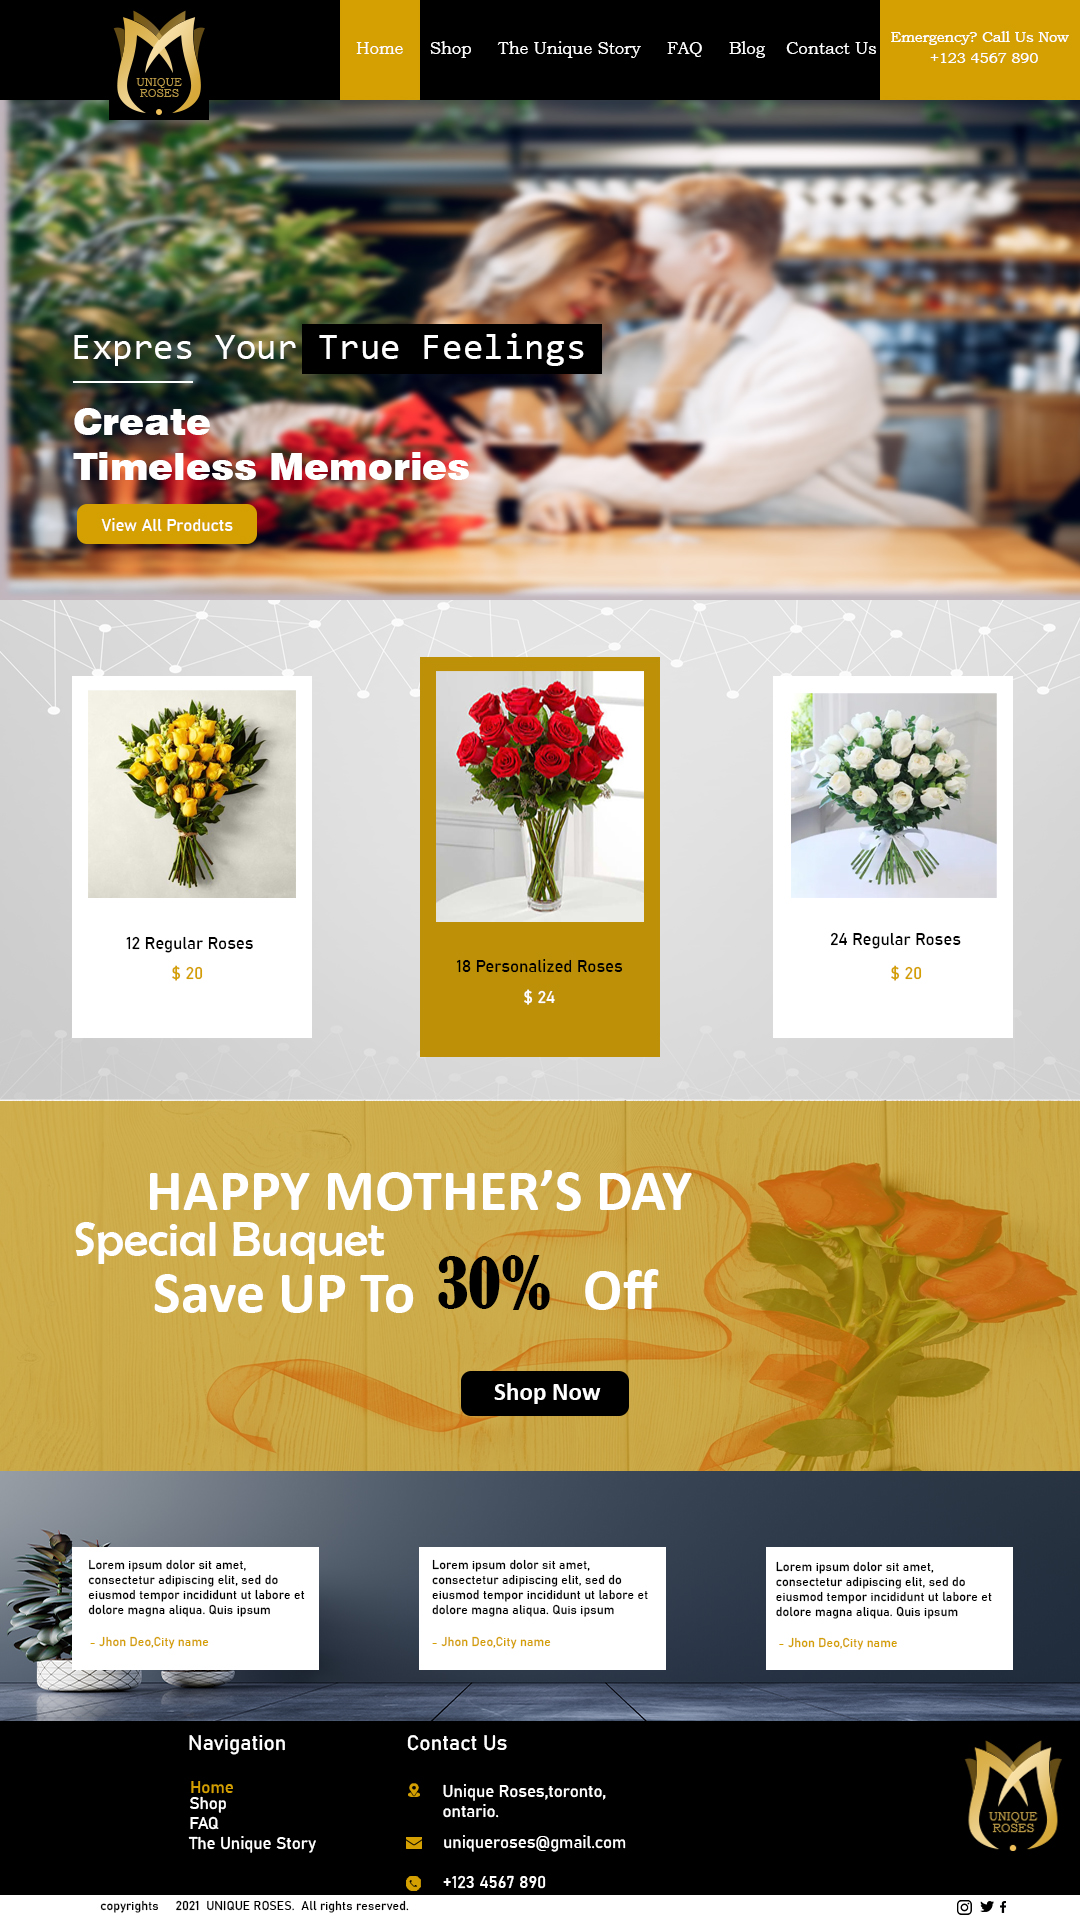 UNIQUE
ROSES
Home
Shop
The Unique Story
FAQ
Blog
Contact Us
Emergency? Call Us Now
+123 4567 890
Expres Your True Feelings
Create
Timeless Memories
View All Products
12 Regular Roses
$ 20
18 Personalized Roses
$ 24
24 Regular Roses
$ 20
HAPPY MOTHER'S DAY
Special Buquet
Save UP To 30% Off
Shop Now
Lorem ipsum dolor sit amet,
consectetur adipiscing elit, sed do
eiusmod tempor incididunt ut labore et
dolore magna aliqua. Quis ipsum
- Jhon Deo,City name
Lorem ipsum dolor sit amet,
consectetur adipiscing elit, sed do
eiusmod tempor incididunt ut labore et
dolore magna aliqua. Quis ipsum
- Jhon Deo,City name
Lorem ipsum dolor sit amet,
consectetur adipiscing elit, sed do
eiusmod tempor incididunt ut labore et
dolore magna aliqua. Quis ipsum
- Jhon Deo,City name
Navigation
Home
Shop
FAQ
The Unique Story
Contact Us
Unique Roses,toronto,
ontario.
uniqueroses@gmail.com
+123 4567 890
UNIQUE
ROSES
copyrights 2021 UNIQUE ROSES. All rights reserved.